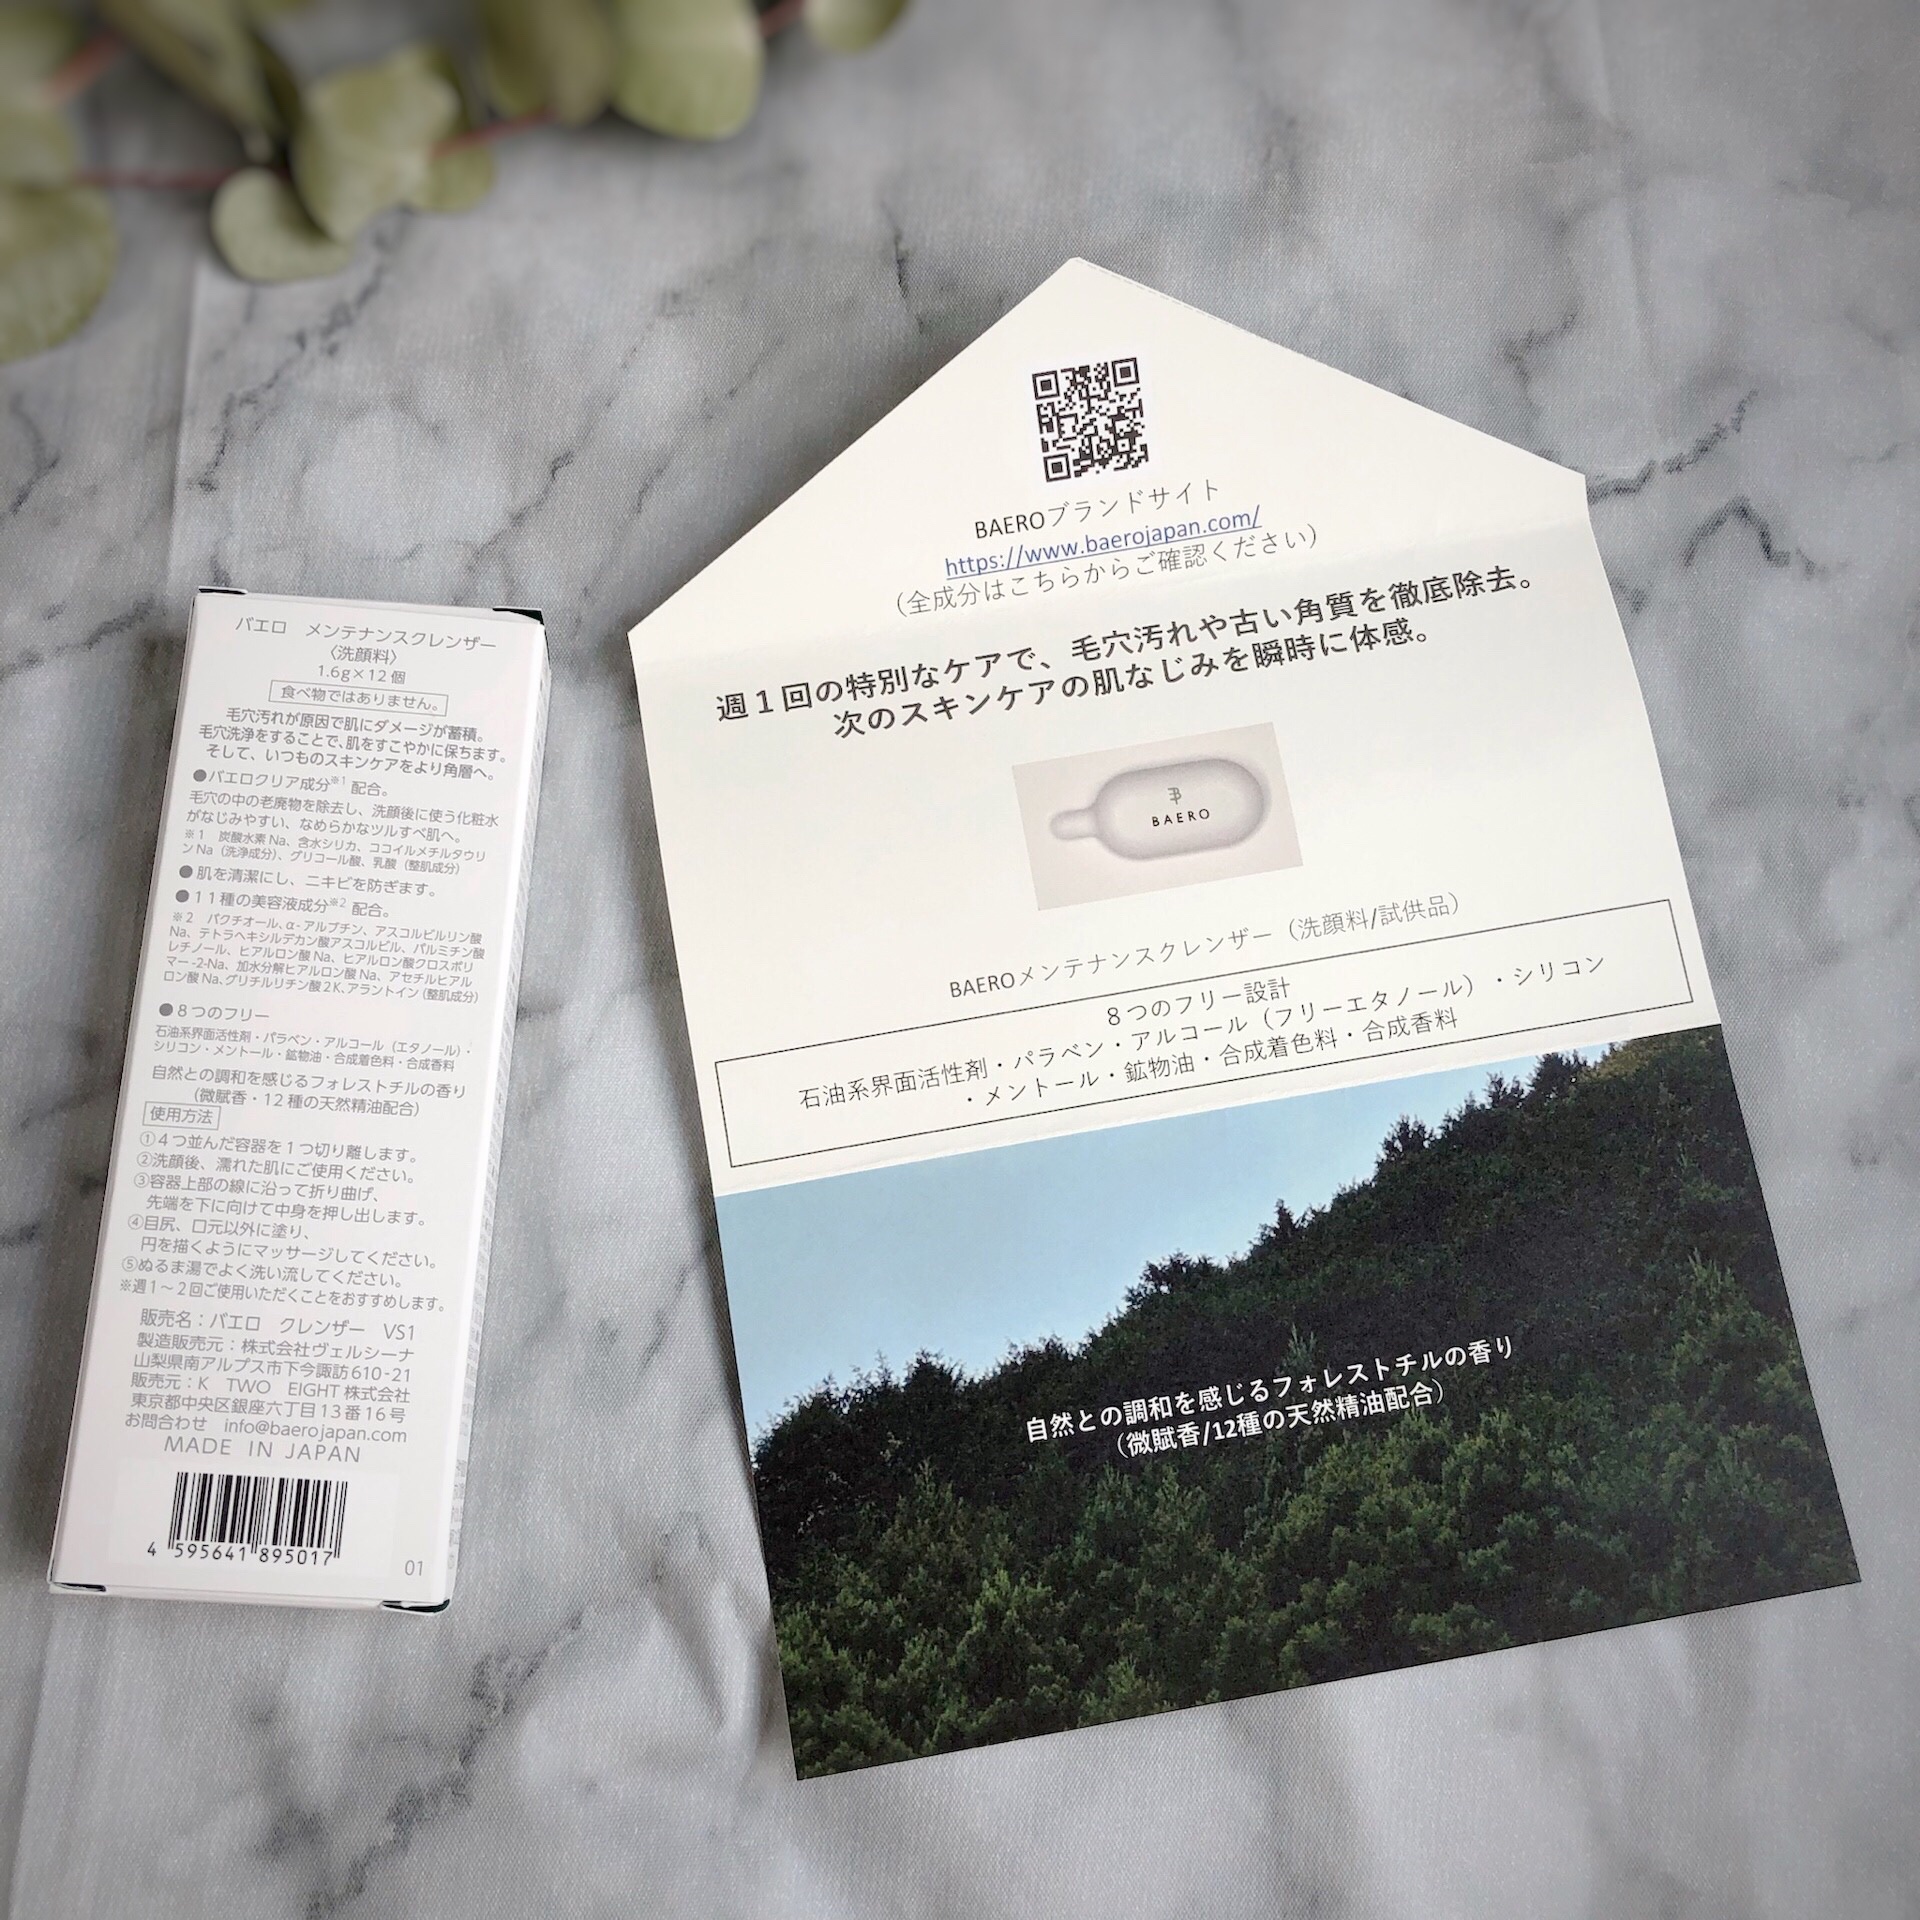 バエロ メンテナンスクレンザー
〈洗顔料〉
1.6g×12個
食べ物ではありません。
毛穴汚れが原因で肌にダメージが蓄積。
毛穴洗浄をすることで、肌をすこやかに保ちます。
そして、いつものスキンケアをより角層へ。
●バエロクリア成分※1 配合。
毛穴の中の老廃物を除去し、洗顔後に使う化粧水
がなじみやすい、なめらかなツルすべ肌へ。
※1 炭酸水素Na、含水シリカ、ココイルメチルタウリ
ンNa(洗浄成分)、グリコール酸、乳酸(整肌成分)
●肌を清潔にし、ニキビを防ぎます。
●11種の美容液成分※2 配合。
※2 バクチオール、α-アルブチン、アスコルビルリン酸
Na、テトラヘキシルデカン酸アスコルビル、パルミチン酸
レチノール、ヒアルロン酸Na、ヒアルロン酸クロスポリ
マー-2-Na、加水分解ヒアルロン酸Na、アセチルヒアル
ロン酸Na、グリチルリチン酸2K、アラントイン(整肌成分)
●8つのフリー
石油系界面活性剤・パラベン・アルコール(エタノール)・
シリコン・メントール・鉱物油・合成着色料・合成香料
自然との調和を感じるフォレストチルの香り
(微賦香・12種の天然精油配合)
使用方法
①4つ並んだ容器を1つ切り離します。
②洗顔後、濡れた肌にご使用ください。
③容器上部の線に沿って折り曲げ、
先端を下に向けて中身を押し出します。
④目尻、口元以外に塗り、
円を描くようにマッサージしてください。
⑤ぬるま湯でよく洗い流してください。
※週1〜2回ご使用いただくことをおすすめします。
販売名：バエロ クレンザー VS1
製造販売元：株式会社ヴェルシーナ
山梨県南アルプス市下今諏訪610-21
販売元：K TWO EIGHT株式会社
東京都中央区銀座六丁目13番16号
お問合わせ info@baerojapan.com
MADE IN JAPAN
4 595641 895017
01
BAEROブランドサイト
https://www.baerojapan.com/
(全成分はこちらからご確認ください)
週1回の特別なケアで、毛穴汚れや古い角質を徹底除去。
次のスキンケアの肌なじみを瞬時に体感。
BAERO
BAEROメンテナンスクレンザー(洗顔料/試供品)
8つのフリー設計
石油系界面活性剤・パラベン・アルコール(フリーエタノール)・シリコン
・メントール・鉱物油・合成着色料・合成香料
自然との調和を感じるフォレストチルの香り
(微賦香/12種の天然精油配合)